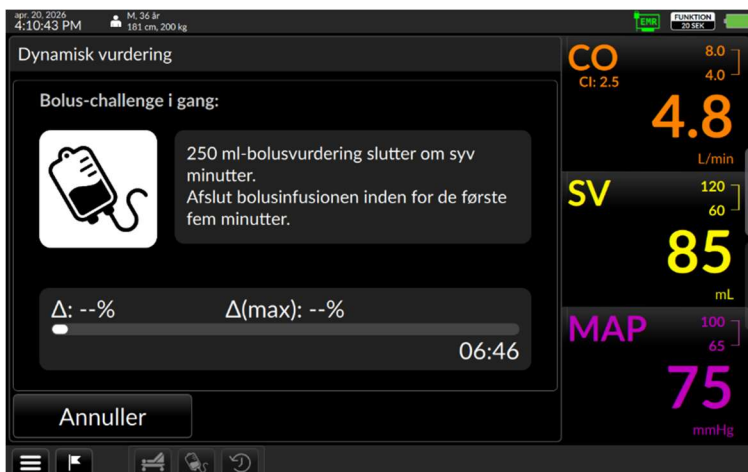 apr. 20, 2026
4:10:43 PM
M, 36 år
181 cm, 200 kg
EMR
FUNKTION
20 SEK
Dynamisk vurdering
Bolus-challenge i gang:
250 ml-bolusvurdering slutter om syv
minutter.
Afslut bolusinfusionen inden for de første
fem minutter.
Δ: --%
Δ(max): --%
06:46
Annuller
CO
CI: 2.5
8.0
4.0
4.8
L/min
SV
120
60
85
mL
MAP
100
65
75
mmHg